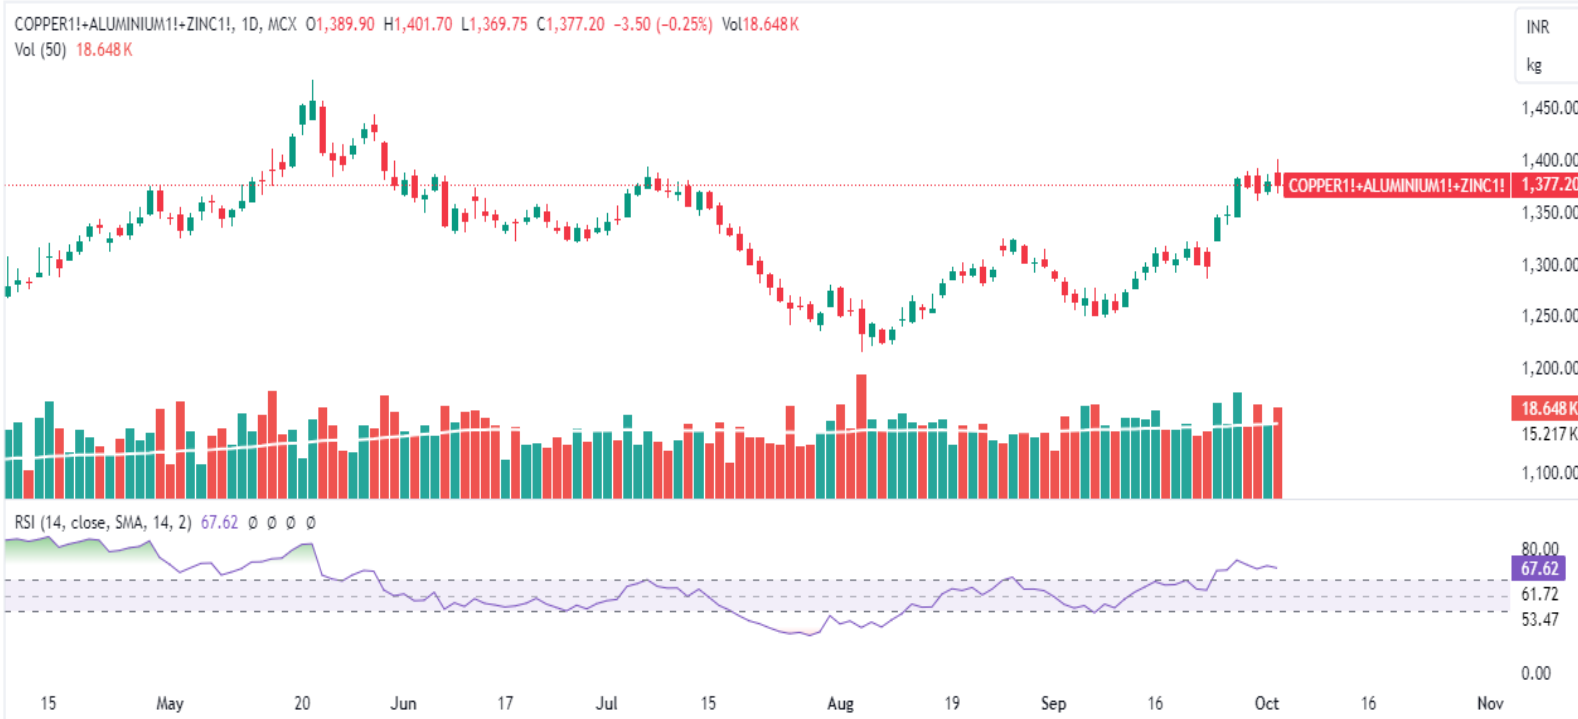 COPPER1!+ALUMINIUM1!+ZINC1!, 1D, MCX O1,389.90 H1,401.70 L1,369.75 C1,377.20 −3.50 (−0.25%) Vol18.648K
Vol (50) 18.648K
INR
kg
1,450.00
1,400.00
COPPER1!+ALUMINIUM1!+ZINC1! 1,377.20
1,350.00
1,300.00
1,250.00
1,200.00
18.648K
15.217K
1,100.00
RSI (14, close, SMA, 14, 2) 67.62 Ø Ø Ø Ø
80.00
67.62
61.72
53.47
0.00
15 May 20 Jun 17 Jul 15 Aug 19 Sep 16 Oct 16 Nov